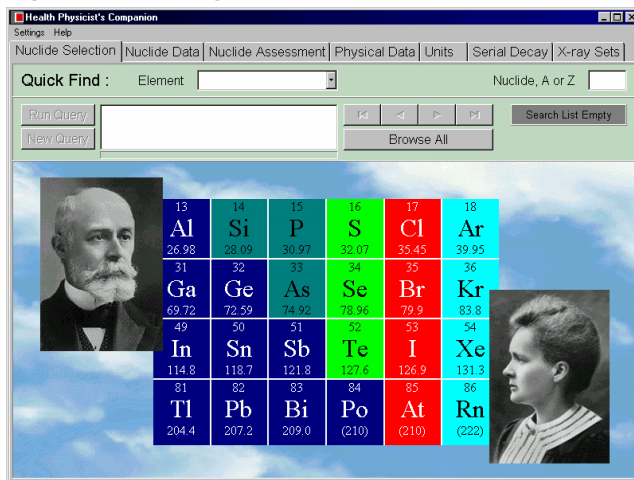 Health Physicist's Companion
Settings Help
Nuclide Selection Nuclide Data Nuclide Assessment Physical Data Units Serial Decay X-ray Sets
Quick Find : Element Nuclide, A or Z
Run Query Search List Empty
New Query Browse All
13 14 15 16 17 18
Al Si P S Cl Ar
26.98 28.09 30.97 32.07 35.45 39.95
31 32 33 34 35 36
Ga Ge As Se Br Kr
69.72 72.59 74.92 78.96 79.9 83.8
49 50 51 52 53 54
In Sn Sb Te I Xe
114.8 118.7 121.8 127.6 126.9 131.3
81 82 83 84 85 86
Tl Pb Bi Po At Rn
204.4 207.2 209.0 (210) (210) (222)